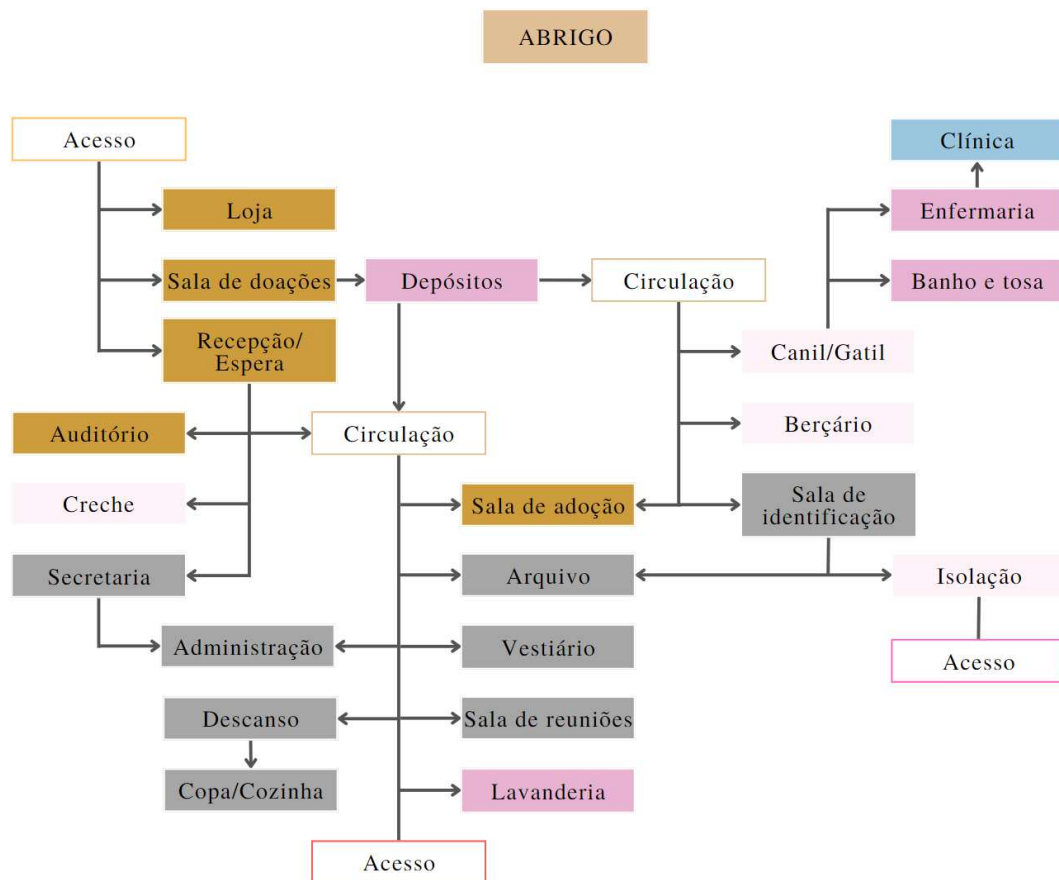 ABRIGO
Acesso
Clínica
Loja
Enfermaria
Sala de doações
Depósitos
Circulação
Banho e tosa
Recepção/
Espera
Canil/Gatil
Auditório
Circulação
Berçário
Creche
Sala de adoção
Sala de
identificação
Secretaria
Arquivo
Isolação
Administração
Vestiário
Acesso
Descanso
Sala de reuniões
Copa/Cozinha
Lavanderia
Acesso